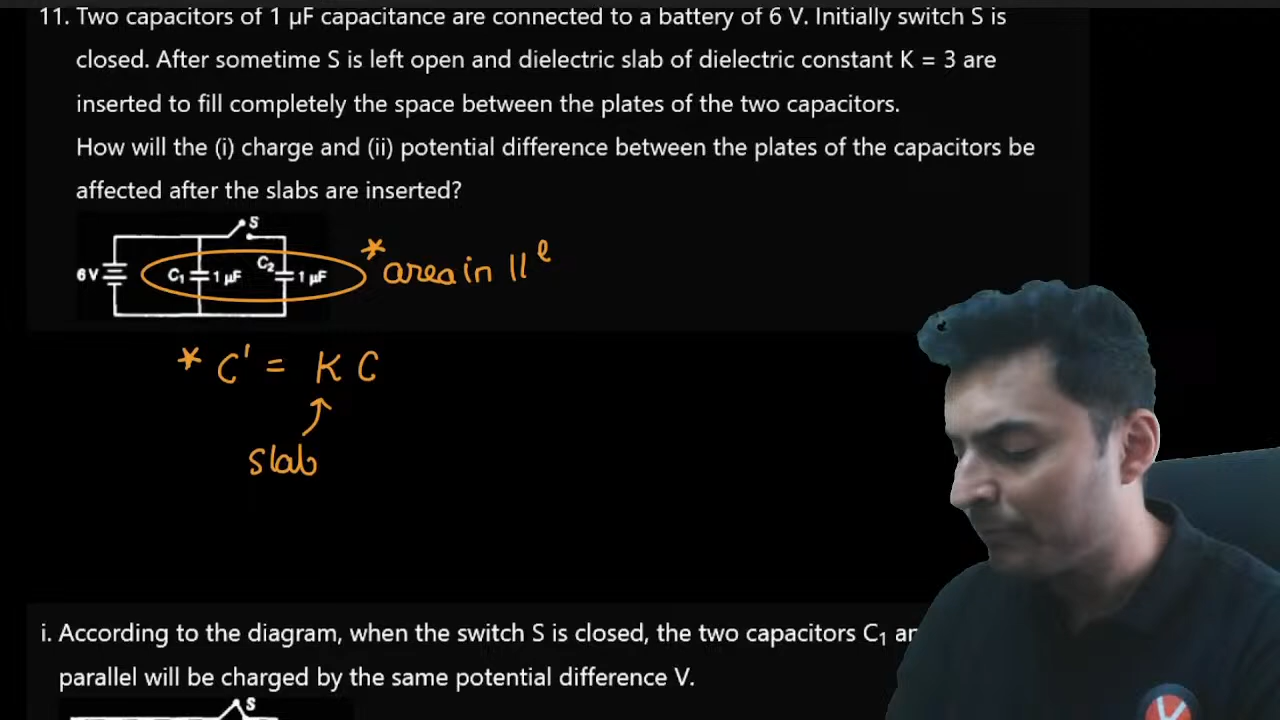 11. Two capacitors of 1 μF capacitance are connected to a battery of 6 V. Initially switch S is
closed. After sometime S is left open and dielectric slab of dielectric constant K = 3 are
inserted to fill completely the space between the plates of the two capacitors.
How will the (i) charge and (ii) potential difference between the plates of the capacitors be
affected after the slabs are inserted?
S
6 V C₁ 1 μF C₂ 1 μF
* area in ||ˡ
* C' = K C
slab
i. According to the diagram, when the switch S is closed, the two capacitors C₁
parallel will be charged by the same potential difference V.
S